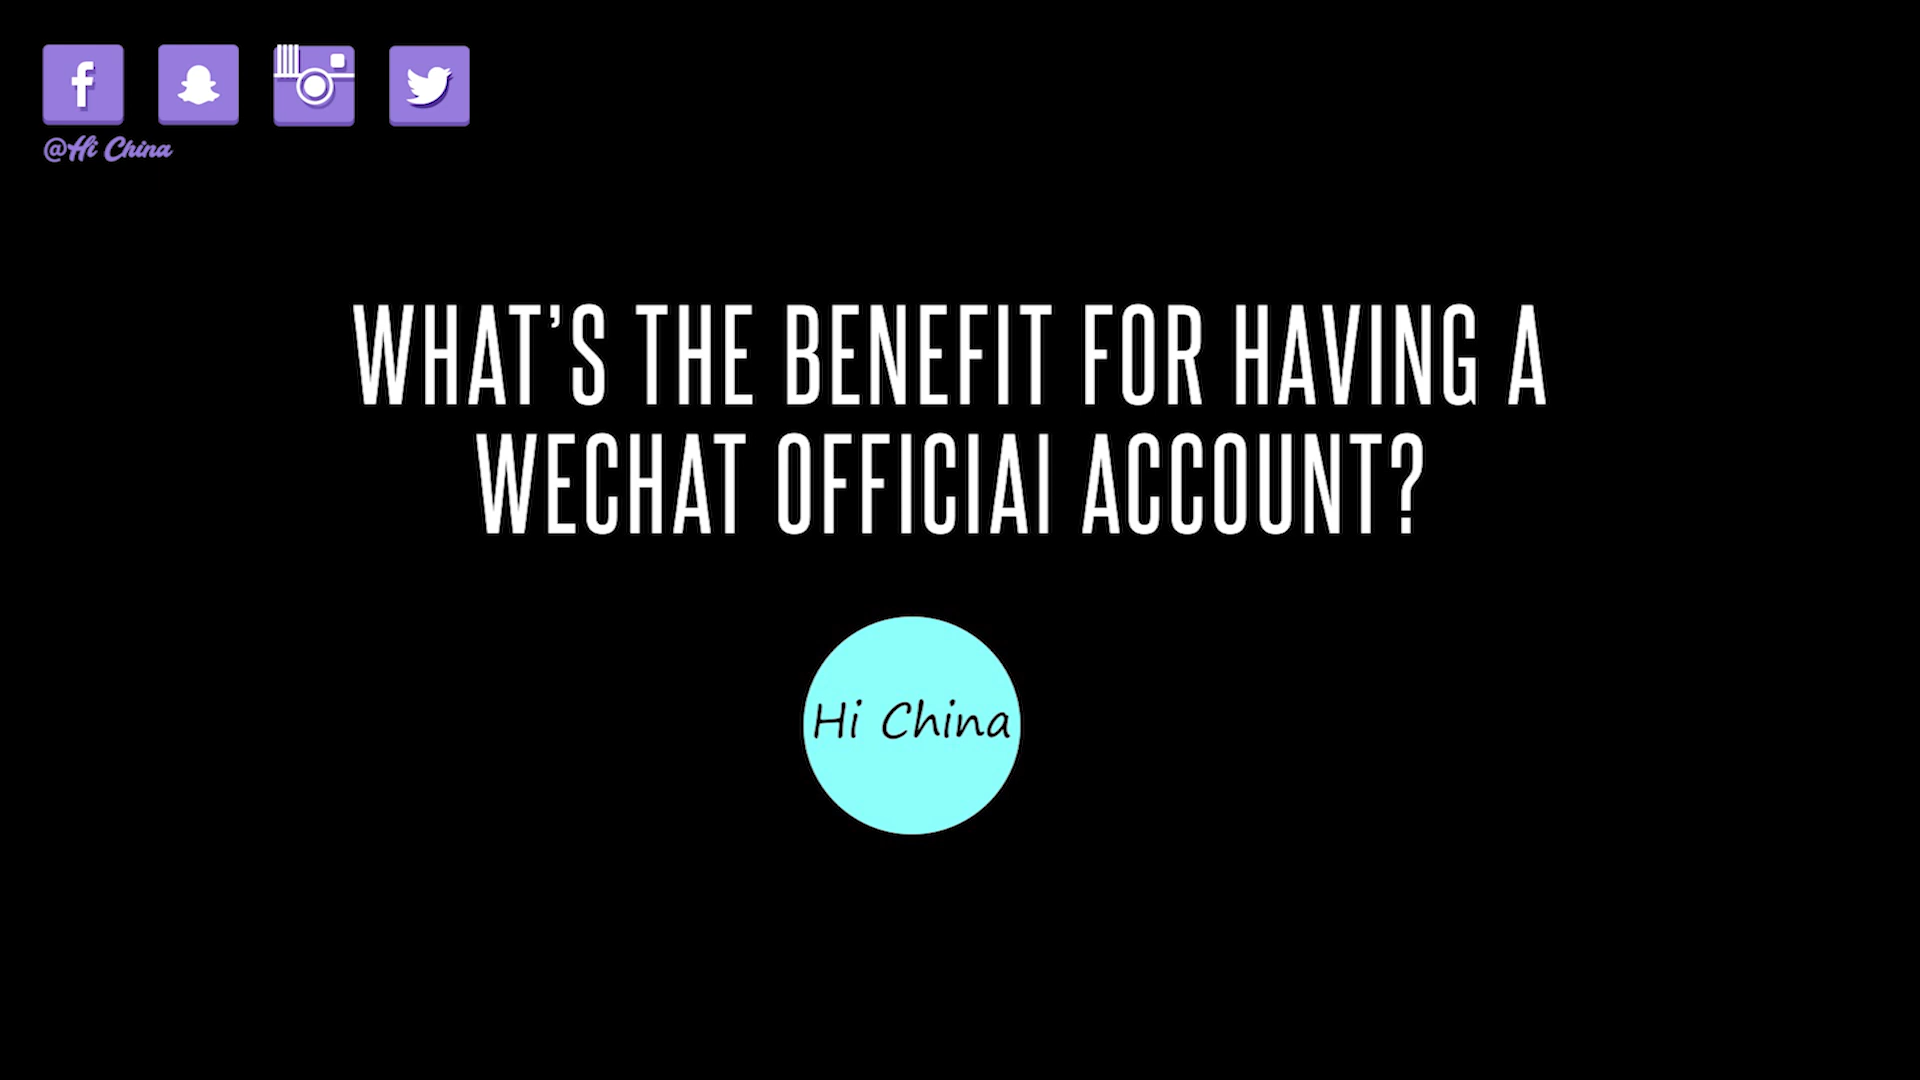 @Hi China
WHAT'S THE BENEFIT FOR HAVING A
WECHAT OFFICIAI ACCOUNT?
Hi China